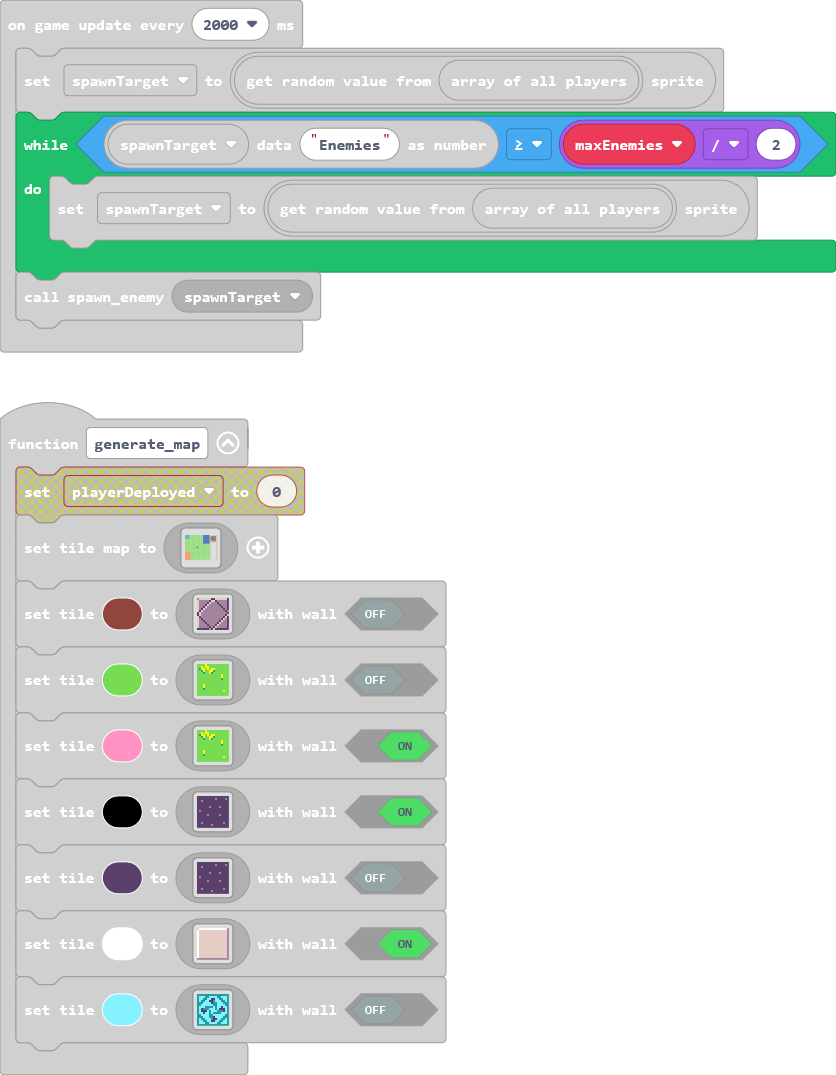 on game update every 2000 ms
set spawnTarget to get random value from array of all players sprite
while spawnTarget data "Enemies" as number ≥ maxEnemies / 2
do
set spawnTarget to get random value from array of all players sprite
call spawn_enemy spawnTarget
function generate_map
set playerDeployed to 0
set tile map to
set tile to with wall OFF
set tile to with wall OFF
set tile to with wall ON
set tile to with wall ON
set tile to with wall OFF
set tile to with wall ON
set tile to with wall OFF